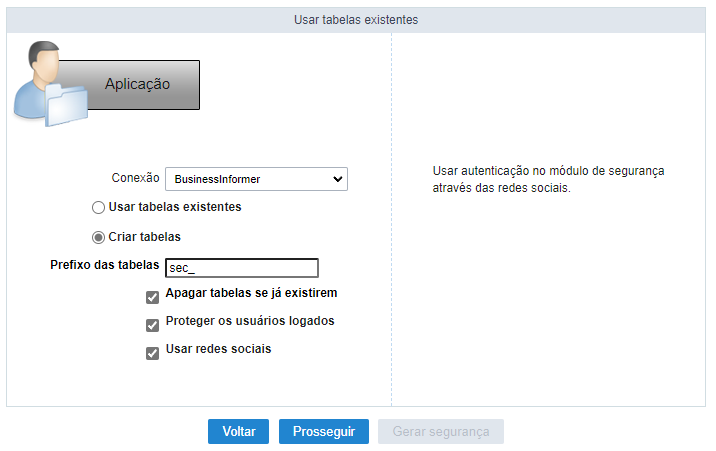 Usar tabelas existentes
Aplicação
Conexão BusinessInformer
Usar tabelas existentes
Criar tabelas
Prefixo das tabelas sec_
Apagar tabelas se já existirem
Proteger os usuários logados
Usar redes sociais
Usar autenticação no módulo de segurança
através das redes sociais.
Voltar Prosseguir Gerar segurança